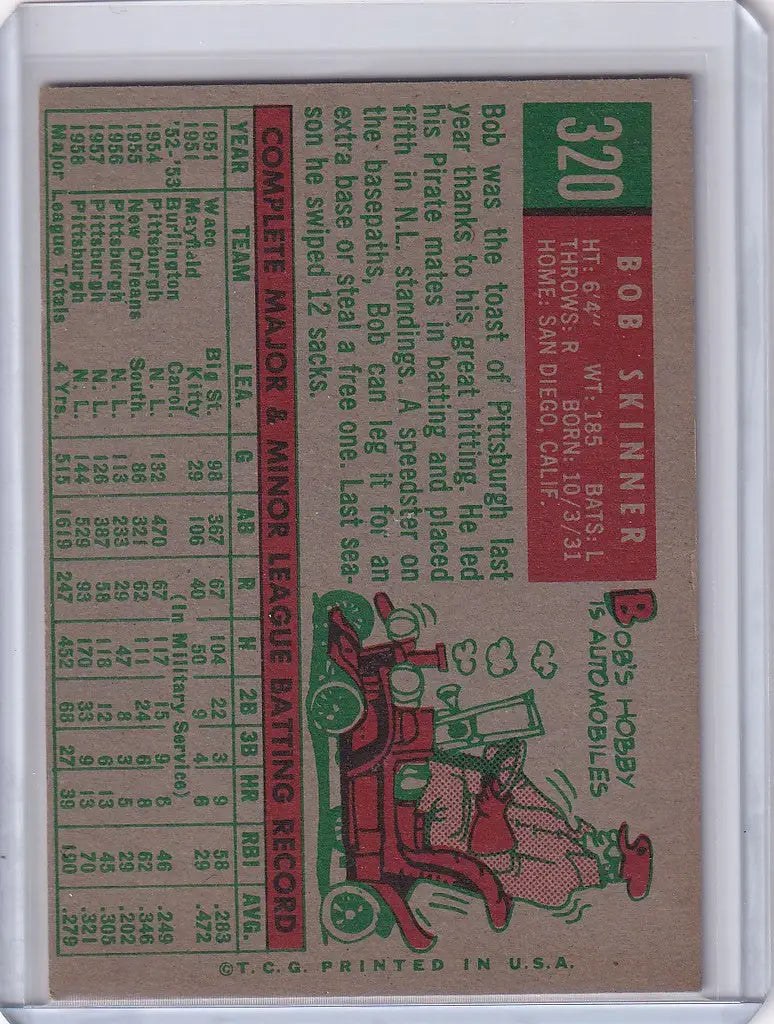 320
BOB SKINNER
HT: 6'4" WT: 185 BATS: L
THROWS: R BORN: 10/3/31
HOME: SAN DIEGO, CALIF.
Bob was the toast of Pittsburgh last
year thanks to his great hitting. He led
his Pirate mates in batting and placed
fifth in N.L. standings. A speedster on
the basepaths, Bob can leg it for an
extra base or steal a free one. Last sea-
son he swiped 12 sacks.
BOB'S HOBBY
IS AUTOMOBILES
COMPLETE MAJOR & MINOR LEAGUE BATTING RECORD
YEAR TEAM LEA. G AB R H 2B 3B HR RBI AVG.
1951 Waco Big St. 98 367 67 104 22 3 9 58 .283
1951 Mayfield Kitty 29 106 40 50 9 4 6 29 .472
'52-'53 Burlington Carol. (In Military Service)
1954 Pittsburgh N. L. 132 470 67 117 15 9 8 46 .249
1955 New Orleans South. 86 321 62 111 24 6 8 62 .346
1956 Pittsburgh N. L. 113 233 29 47 8 3 5 29 .202
1957 Pittsburgh N. L. 126 387 58 118 12 6 13 45 .305
1958 Pittsburgh N. L. 144 529 93 170 33 9 13 70 .321
Major League Totals 4 Yrs. 515 1619 247 452 68 27 39 190 .279
©T.C.G. PRINTED IN U.S.A.